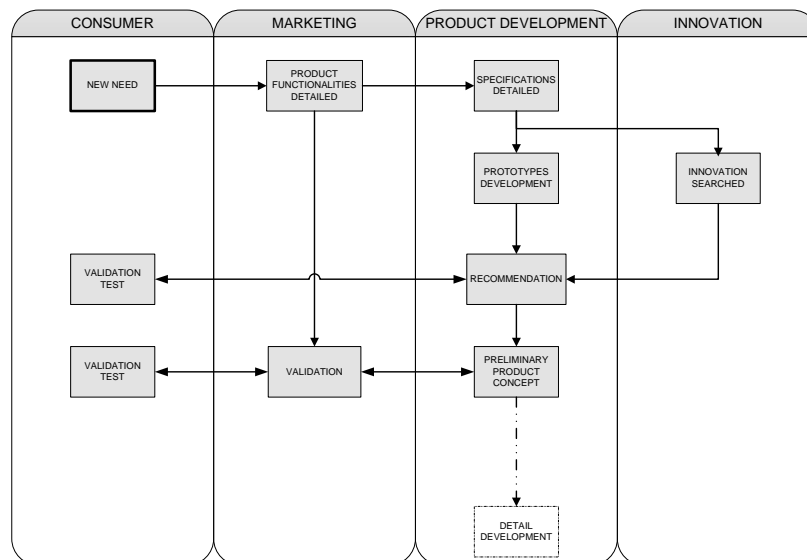 CONSUMER
MARKETING
PRODUCT DEVELOPMENT
INNOVATION
NEW NEED
PRODUCT
FUNCTIONALITIES
DETAILED
SPECIFICATIONS
DETAILED
PROTOTYPES
DEVELOPMENT
INNOVATION
SEARCHED
VALIDATION
TEST
RECOMMENDATION
VALIDATION
TEST
VALIDATION
PRELIMINARY
PRODUCT
CONCEPT
DETAIL
DEVELOPMENT